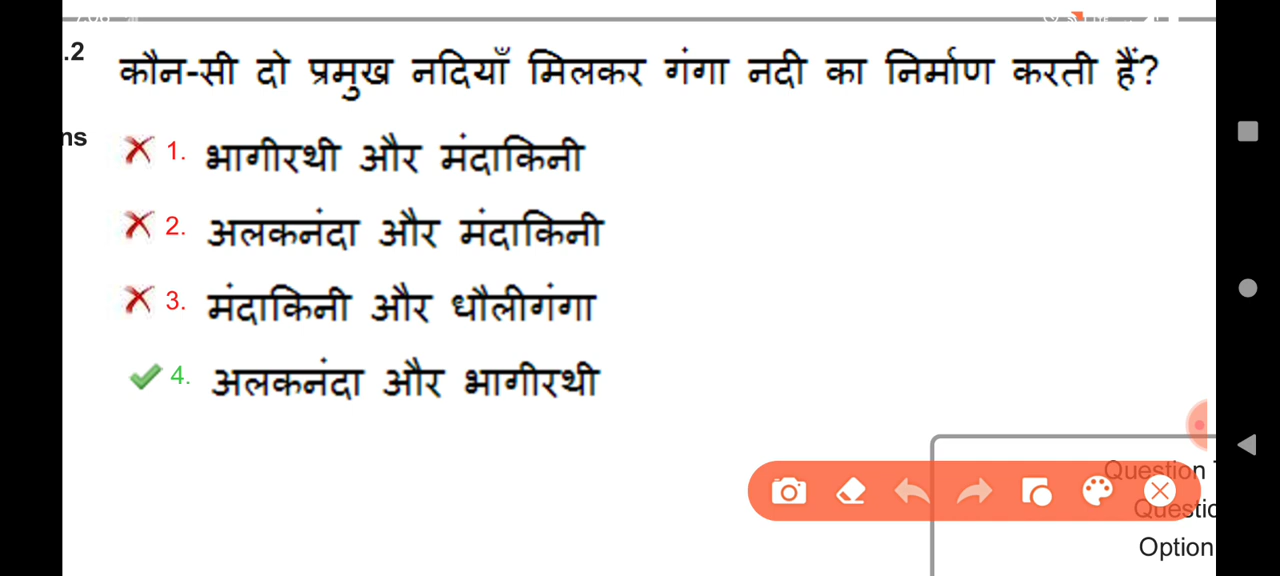 .2
कौन-सी दो प्रमुख नदियाँ मिलकर गंगा नदी का निर्माण करती हैं?
ns
1. भागीरथी और मंदाकिनी
2. अलकनंदा और मंदाकिनी
3. मंदाकिनी और धौलीगंगा
4. अलकनंदा और भागीरथी
Question
Questio
Option